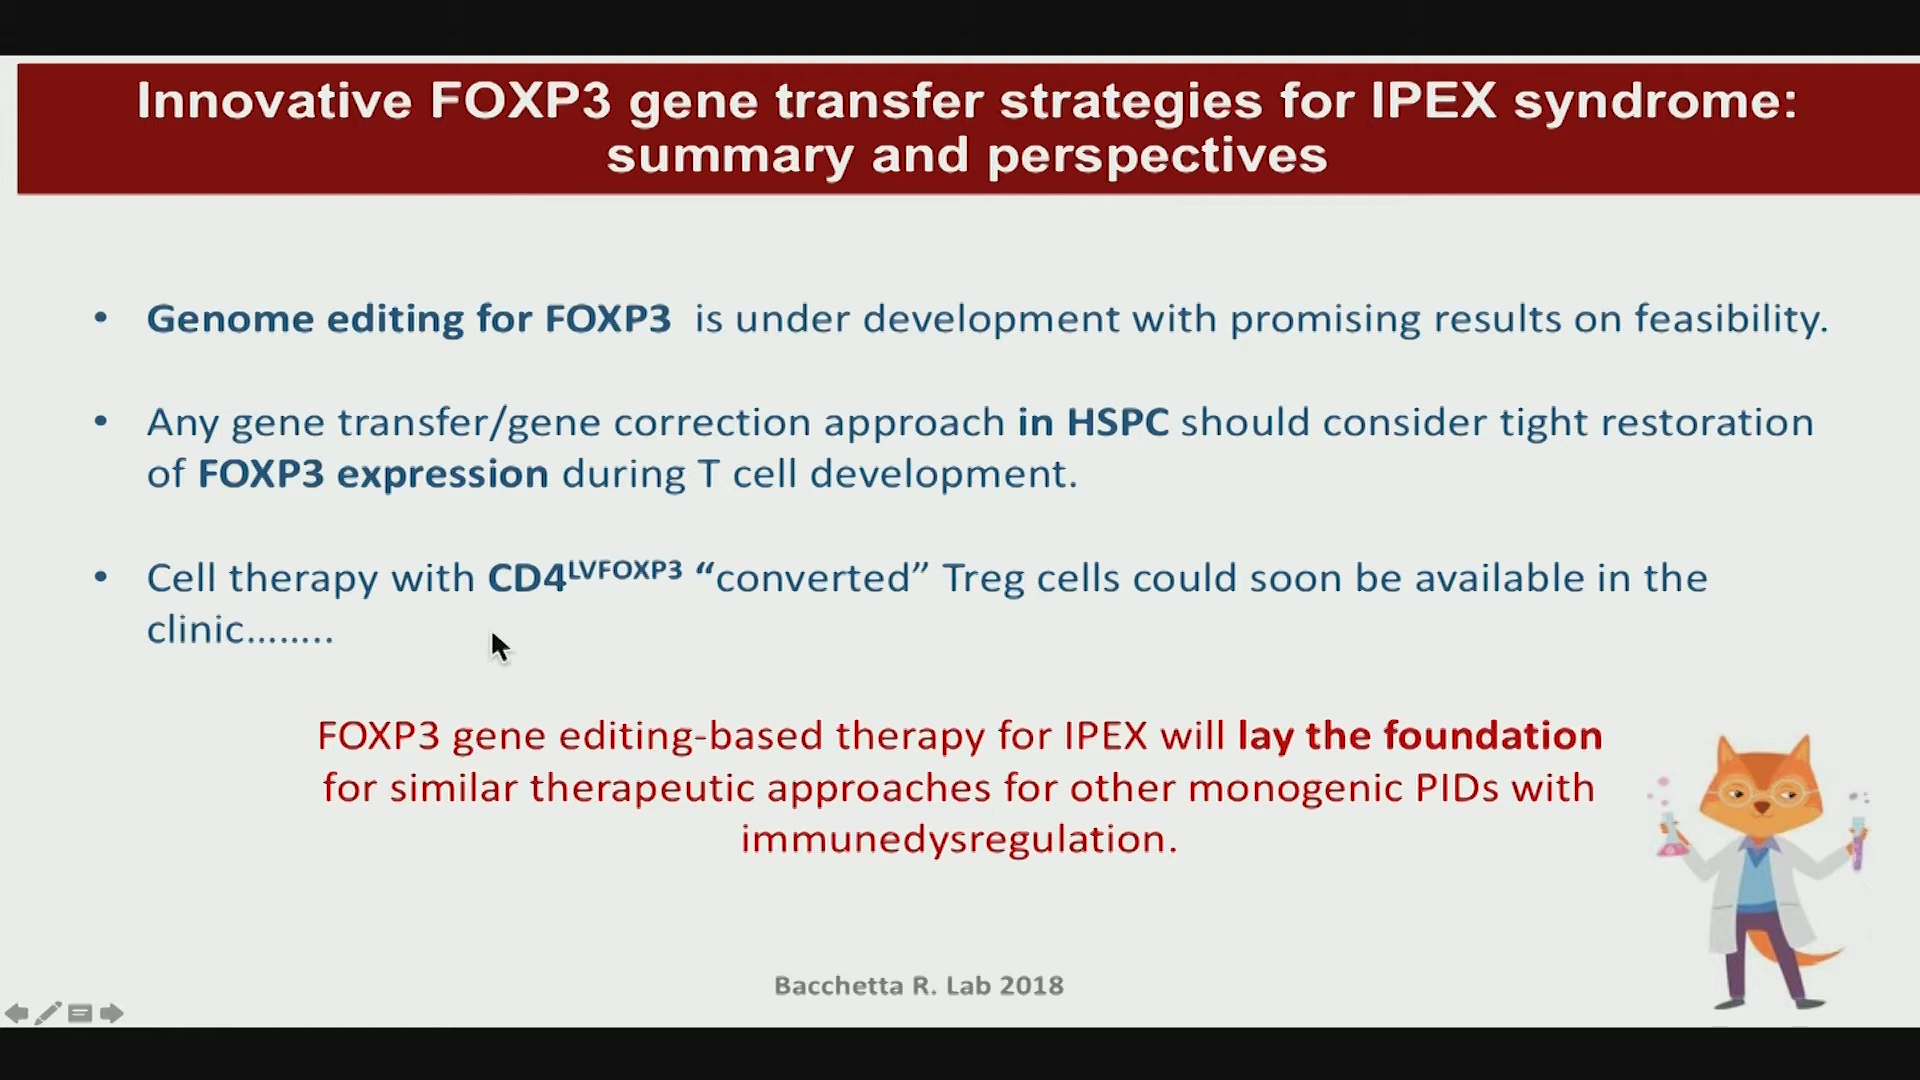 Innovative FOXP3 gene transfer strategies for IPEX syndrome:
summary and perspectives
• Genome editing for FOXP3 is under development with promising results on feasibility.
• Any gene transfer/gene correction approach in HSPC should consider tight restoration
of FOXP3 expression during T cell development.
• Cell therapy with CD4LVFOXP3 “converted” Treg cells could soon be available in the
clinic........
FOXP3 gene editing-based therapy for IPEX will lay the foundation
for similar therapeutic approaches for other monogenic PIDs with
immunedysregulation.
Bacchetta R. Lab 2018